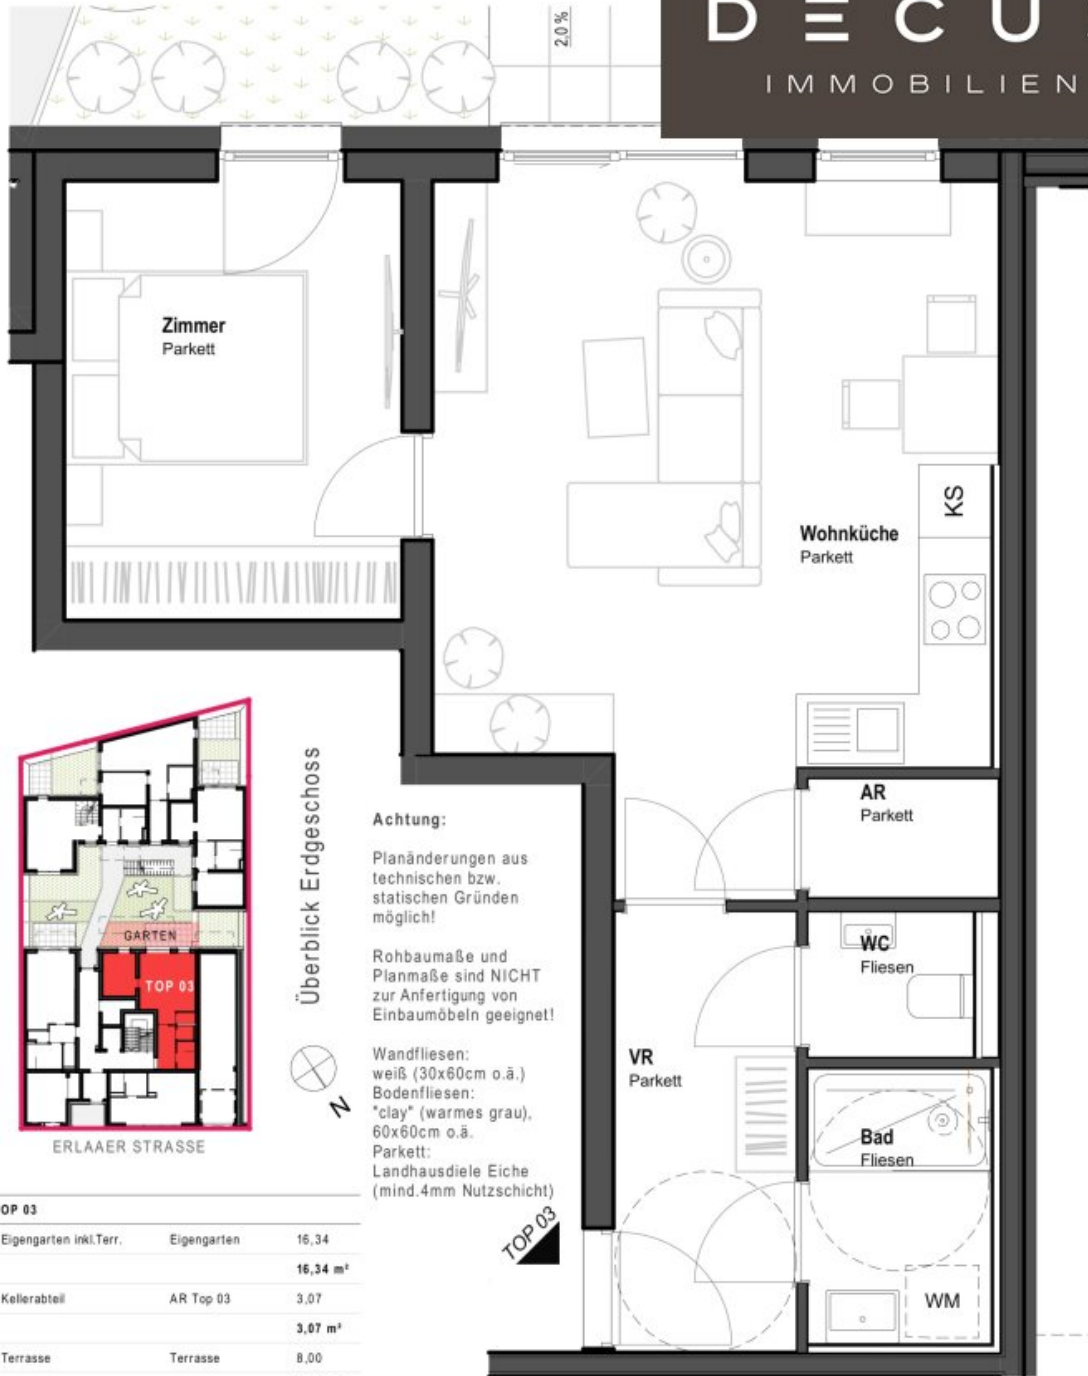 DECU
IMMOBILIEN
2,0 %
Zimmer
Parkett
KS
Wohnküche
Parkett
AR
Parkett
WC
Fliesen
VR
Parkett
Bad
Fliesen
WM
TOP 03
GARTEN
TOP 03
ERLAAER STRASSE
Überblick Erdgeschoss
N
Achtung:
Planänderungen aus
technischen bzw.
statischen Gründen
möglich!
Rohbaumaße und
Planmaße sind NICHT
zur Anfertigung von
Einbaumöbeln geeignet!
Wandfliesen:
weiß (30x60cm o.ä.)
Bodenfliesen:
"clay" (warmes grau),
60x60cm o.ä.
Parkett:
Landhausdiele Eiche
(mind.4mm Nutzschicht)
OP 03
Eigengarten inkl.Terr. Eigengarten 16,34
16,34 m²
Kellerabteil AR Top 03 3,07
3,07 m²
Terrasse Terrasse 8,00